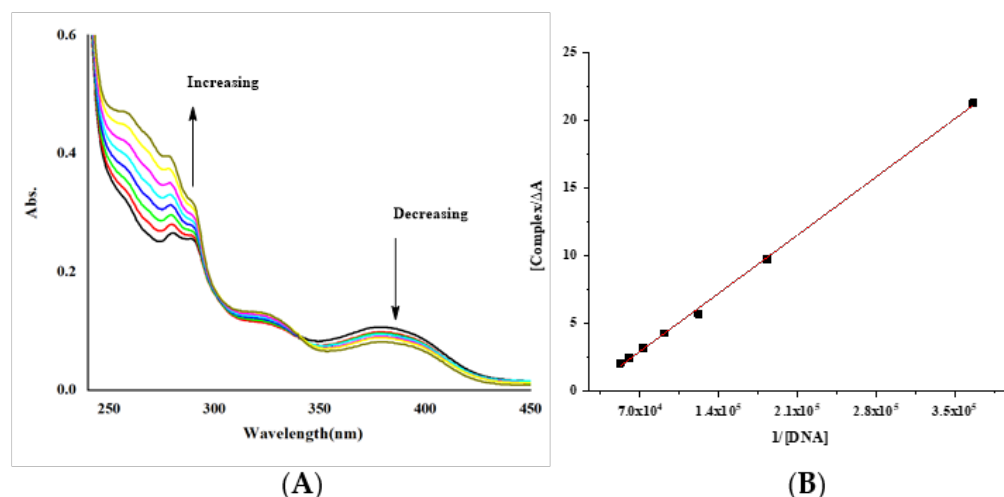 0.6
0.4
0.2
0.0
Abs.
Increasing
Decreasing
250 300 350 400 450
Wavelength(nm)
(A)
25
20
15
10
5
0
[Complex/ΔA
7.0x10⁴ 1.4x10⁵ 2.1x10⁵ 2.8x10⁵ 3.5x10⁵
1/[DNA]
(B)